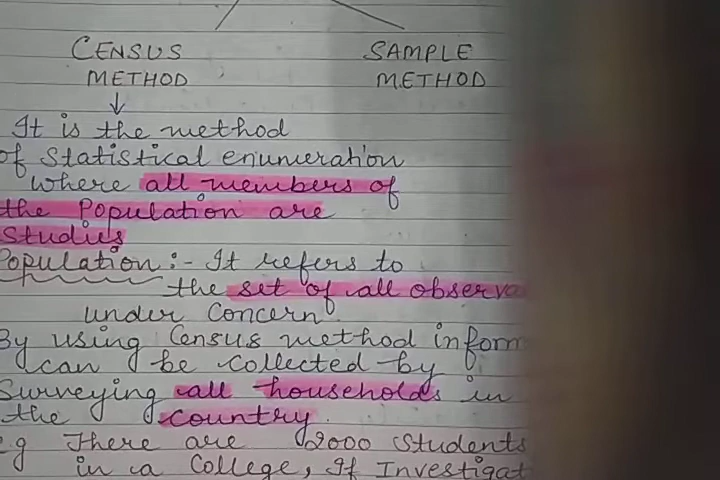 CENSUS METHOD
SAMPLE METHOD
It is the method
of Statistical enumeration
where all members of
the Population are
Studies
Population :- It refers to
the set of all
under Concern.
By using Census method
can be collected by
Surveying all households in
the country.
e.g There are 2000 Students
in a College, If